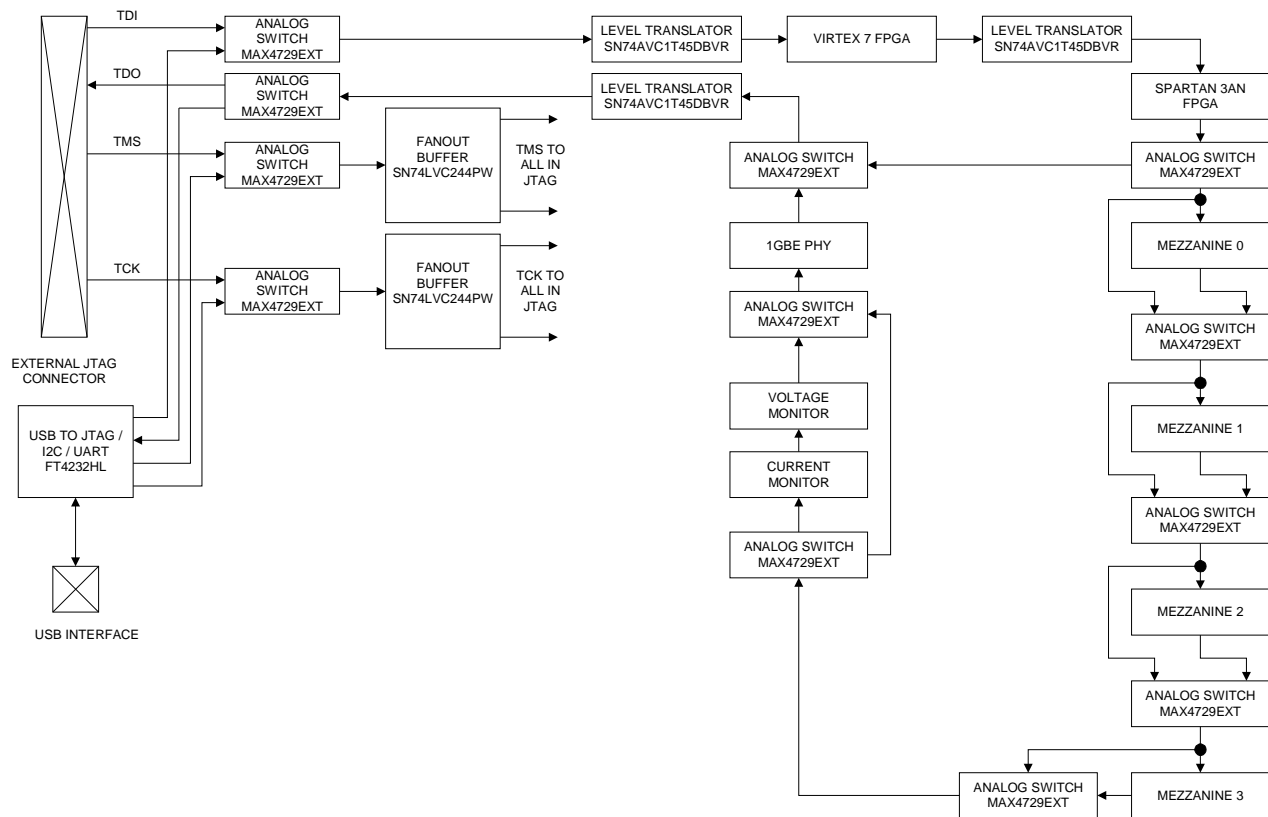 TDI
ANALOG
SWITCH
MAX4729EXT
LEVEL TRANSLATOR
SN74AVC1T45DBVR
VIRTEX 7 FPGA
LEVEL TRANSLATOR
SN74AVC1T45DBVR
TDO
ANALOG
SWITCH
MAX4729EXT
LEVEL TRANSLATOR
SN74AVC1T45DBVR
SPARTAN 3AN
FPGA
TMS
ANALOG
SWITCH
MAX4729EXT
FANOUT
BUFFER
SN74LVC244PW
TMS TO
ALL IN
JTAG
ANALOG SWITCH
MAX4729EXT
ANALOG SWITCH
MAX4729EXT
1GBE PHY
MEZZANINE 0
TCK
ANALOG
SWITCH
MAX4729EXT
FANOUT
BUFFER
SN74LVC244PW
TCK TO
ALL IN
JTAG
ANALOG SWITCH
MAX4729EXT
ANALOG SWITCH
MAX4729EXT
EXTERNAL JTAG
CONNECTOR
VOLTAGE
MONITOR
MEZZANINE 1
USB TO JTAG /
I2C / UART
FT4232HL
CURRENT
MONITOR
ANALOG SWITCH
MAX4729EXT
ANALOG SWITCH
MAX4729EXT
USB INTERFACE
MEZZANINE 2
ANALOG SWITCH
MAX4729EXT
ANALOG SWITCH
MAX4729EXT
MEZZANINE 3